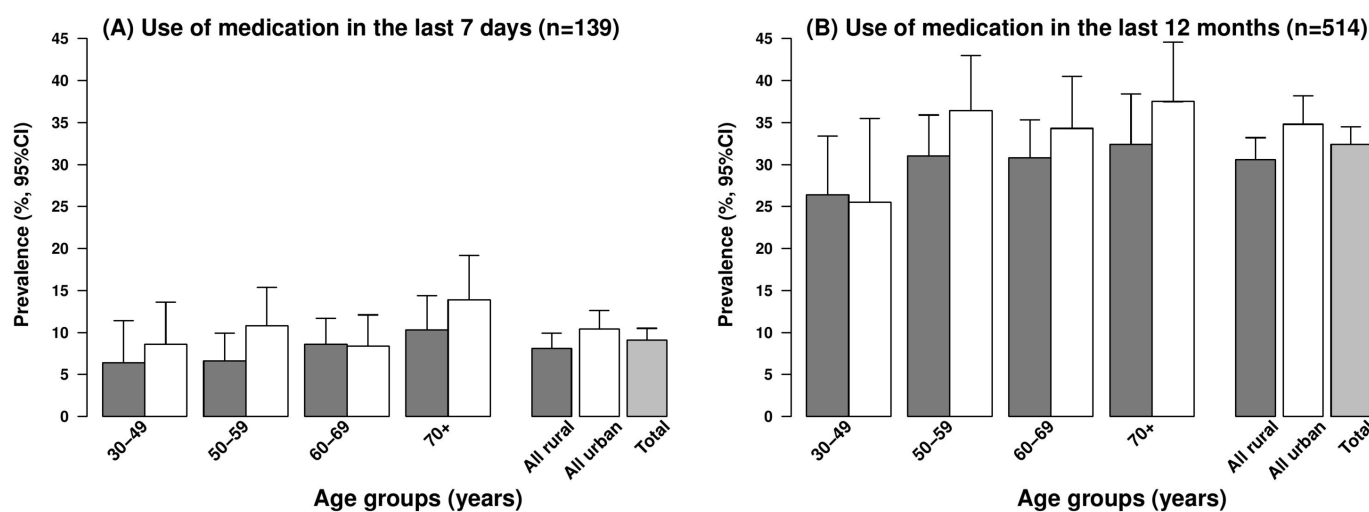 (A) Use of medication in the last 7 days (n=139)
Prevalence (%, 95%CI)
45
40
35
30
25
20
15
10
5
0
30–49
50–59
60–69
70+
All rural
All urban
Total
Age groups (years)
(B) Use of medication in the last 12 months (n=514)
Prevalence (%, 95%CI)
45
40
35
30
25
20
15
10
5
0
30–49
50–59
60–69
70+
All rural
All urban
Total
Age groups (years)